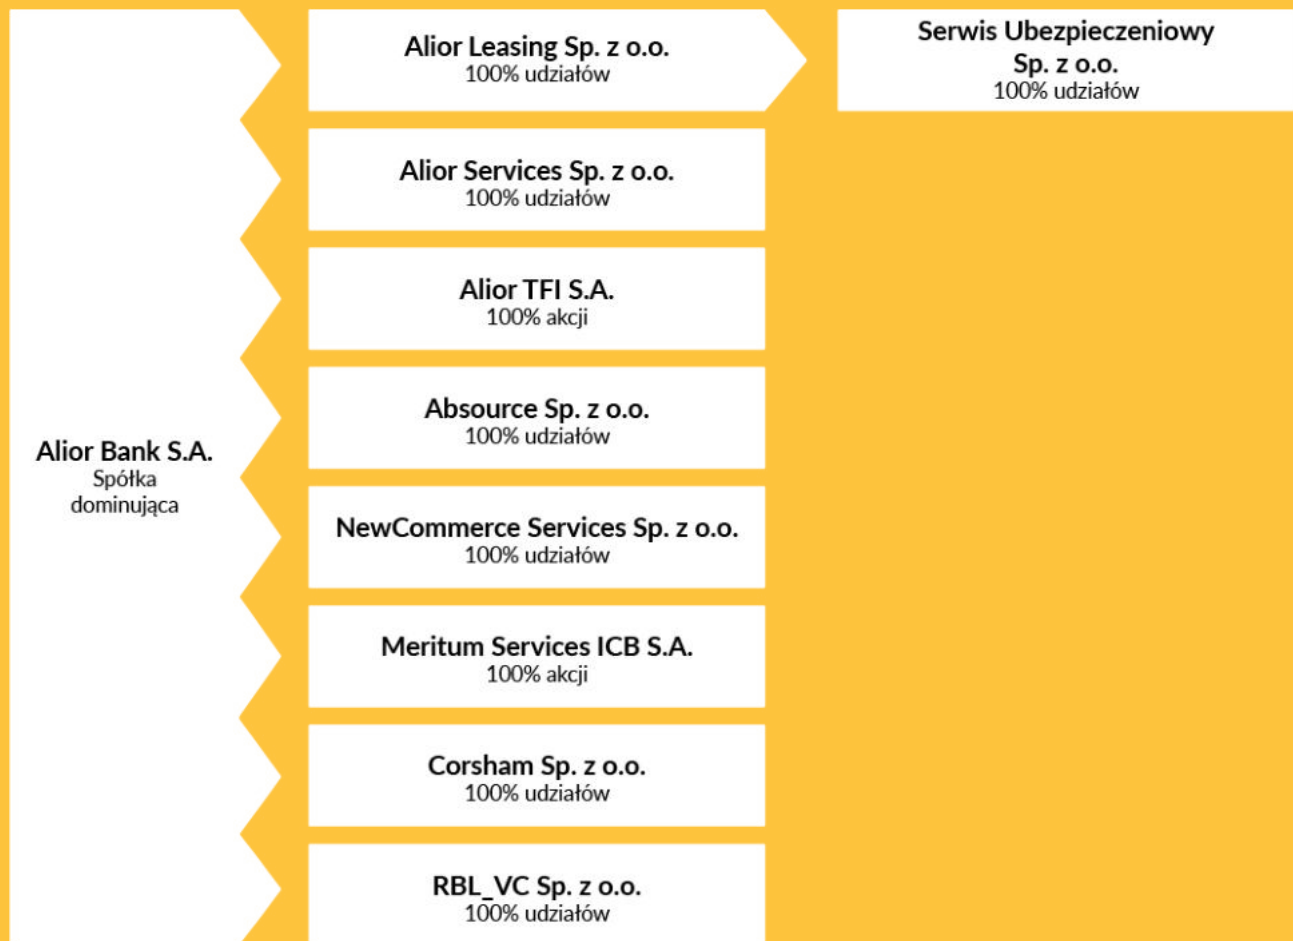 Alior Bank S.A.
Spółka
dominująca
Alior Leasing Sp. z o.o.
100% udziałów
Serwis Ubezpieczeniowy
Sp. z o.o.
100% udziałów
Alior Services Sp. z o.o.
100% udziałów
Alior TFI S.A.
100% akcji
Absource Sp. z o.o.
100% udziałów
NewCommerce Services Sp. z o.o.
100% udziałów
Meritum Services ICB S.A.
100% akcji
Corsham Sp. z o.o.
100% udziałów
RBL_VC Sp. z o.o.
100% udziałów